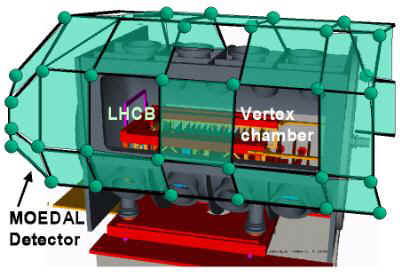 LHCB
Vertex
chamber
MOEDAL
Detector